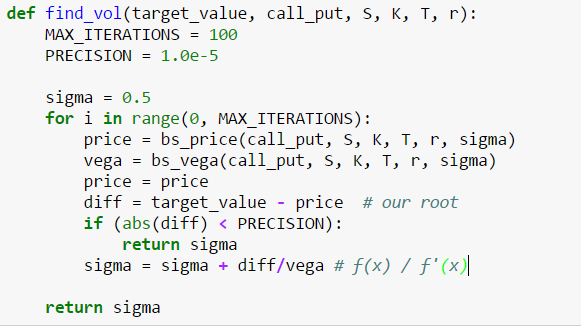 def find_vol(target_value, call_put, S, K, T, r):
    MAX_ITERATIONS = 100
    PRECISION = 1.0e-5

    sigma = 0.5
    for i in range(0, MAX_ITERATIONS):
        price = bs_price(call_put, S, K, T, r, sigma)
        vega = bs_vega(call_put, S, K, T, r, sigma)
        price = price
        diff = target_value - price  # our root
        if (abs(diff) < PRECISION):
            return sigma
        sigma = sigma + diff/vega # f(x) / f'(x)

    return sigma